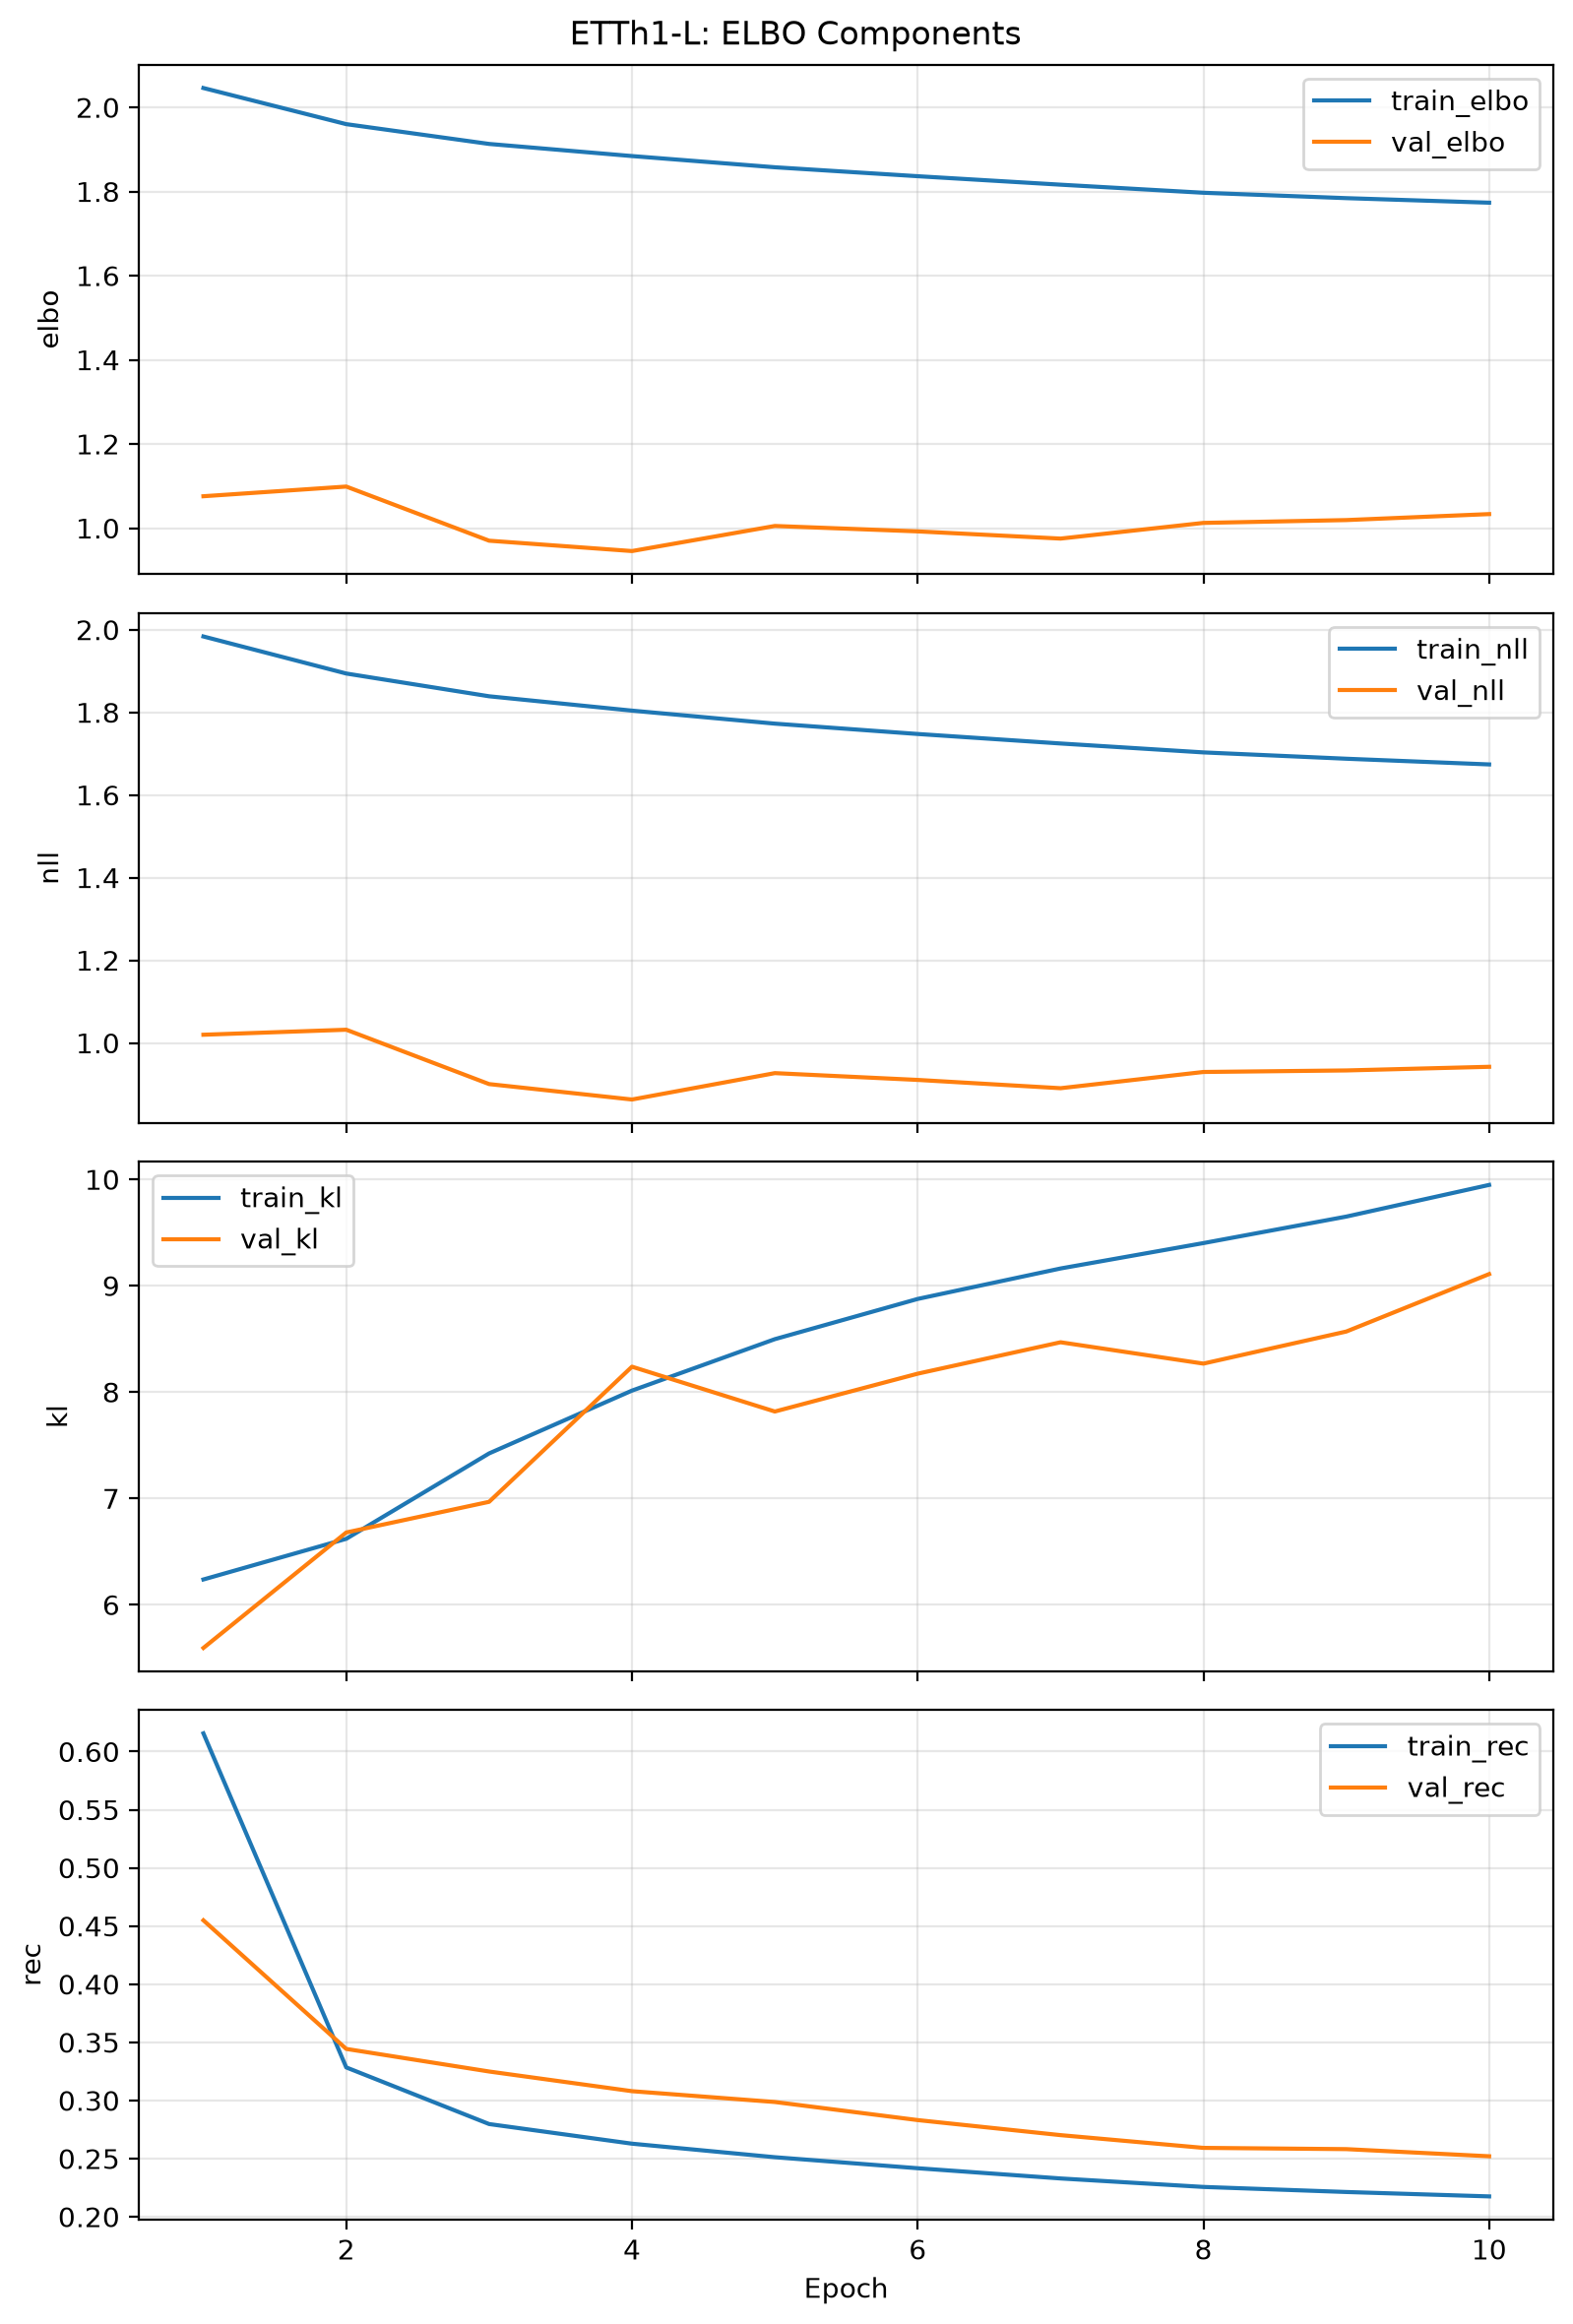 ETTh1-L: ELBO Components
2.0
1.8
1.6
1.4
1.2
1.0
elbo
train_elbo
val_elbo
2.0
1.8
1.6
1.4
1.2
1.0
nll
train_nll
val_nll
10
9
8
7
6
kl
train_kl
val_kl
0.60
0.55
0.50
0.45
0.40
0.35
0.30
0.25
0.20
rec
train_rec
val_rec
2 4 6 8 10
Epoch